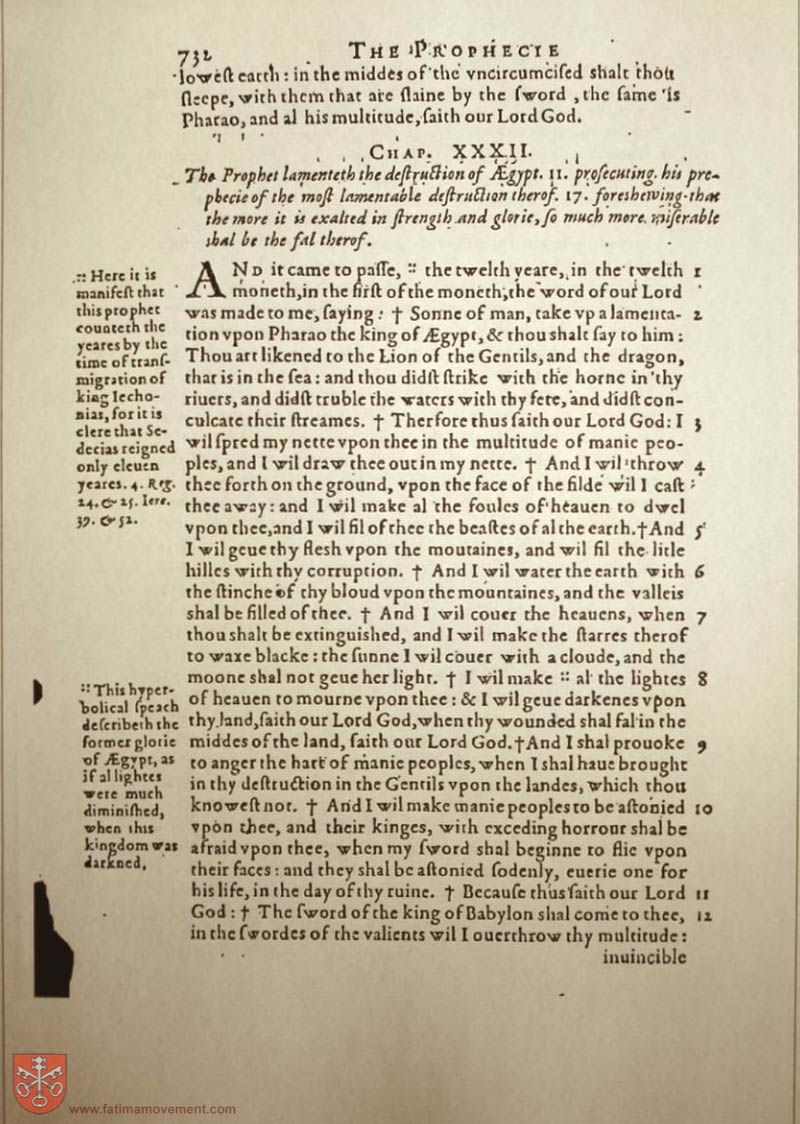 732 THE PROPHECIE
lowest earth: in the middes of the vncircumcised shalt thou
sleepe, with them that are slaine by the sword, the same is
Pharao, and al his multitude, saith our Lord God.
CHAP. XXXII.
The Prophet lamenteth the destruction of Ægypt. 11. prosecuting his pro-
phecie of the most lamentable destruction therof. 17. foreshewing that
the more it is exalted in strength and glorie, so much more miserable
shal be the fal therof.
:: Here it is
manifest that
this prophet
counteth the
yeares by the
time of trans-
migration of
king Iecho-
nias, for it is
clere that Se-
decias reigned
only eleuen
yeares. 4. Reg.
24. & 25. Iere.
39. & 52.
AND it came to passe, :: the twelth yeare, in the twelth 1
moneth, in the first of the moneth, the word of our Lord
was made to me, saying: † Sonne of man, take vp a lamenta- 2
tion vpon Pharao the king of Ægypt, & thou shalt say to him:
Thou art likened to the Lion of the Gentils, and the dragon,
that is in the sea: and thou didst strike with the horne in thy
riuers, and didst truble the waters with thy fete, and didst con-
culcate their streames. † Therfore thus saith our Lord God: I 3
wil spred my nette vpon thee in the multitude of manie peo-
ples, and I wil draw thee out in my nette. † And I wil throw 4
thee forth on the ground, vpon the face of the filde wil I cast
thee away: and I wil make al the foules of heauen to dwel
vpon thee, and I wil fil of thee the beastes of al the earth. † And 5
I wil geue thy flesh vpon the moutaines, and wil fil the litle
hilles with thy corruption. † And I wil water the earth with 6
the stinche of thy bloud vpon the mountaines, and the valleis
shal be filled of thee. † And I wil couer the heauens, when 7
thou shalt be extinguished, and I wil make the starres therof
to waxe blacke: the sunne I wil couer with a cloude, and the
moone shal not geue her light. † I wil make :: al the lightes 8
of heauen to mourne vpon thee: & I wil geue darkenes vpon
thy land, saith our Lord God, when thy wounded shal fal in the
middes of the land, saith our Lord God. † And I shal prouoke 9
to anger the hart of manie peoples, when I shal haue brought
in thy destruction in the Gentils vpon the landes, which thou
knowest not. † And I wil make manie peoples to be astonied 10
vpon thee, and their kinges, with exceding horrour shal be
afraid vpon thee, when my sword shal beginne to flie vpon
their faces: and they shal be astonied sodenly, euerie one for
his life, in the day of thy ruine. † Because thus saith our Lord 11
God: † The sword of the king of Babylon shal come to thee, 12
in the swordes of the valients wil I ouerthrow thy multitude:
inuincible
:: This hyper-
bolical speach
describeth the
former glorie
of Ægypt, as
if al lightes
were much
diminished,
when this
kingdom was
darkned,
www.fatimamovement.com